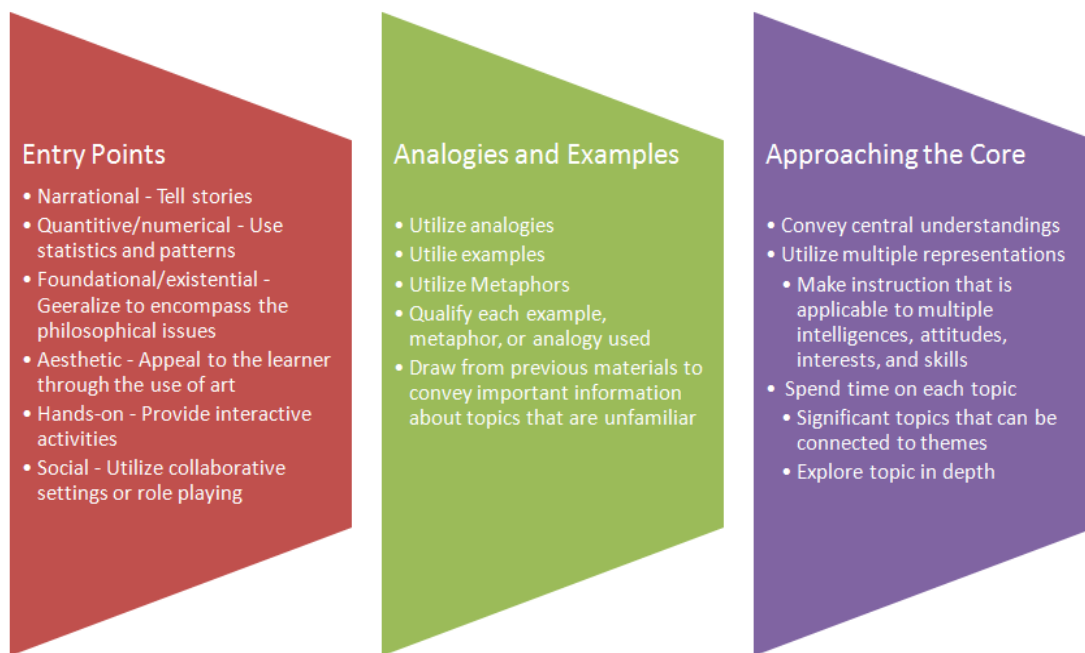 Entry Points
• Narrational - Tell stories
• Quantitive/numerical - Use
statistics and patterns
• Foundational/existential -
Geeralize to encompass the
philosophical issues
• Aesthetic - Appeal to the learner
through the use of art
• Hands-on - Provide interactive
activities
• Social - Utilize collaborative
settings or role playing
Analogies and Examples
• Utilize analogies
• Utilie examples
• Utilize Metaphors
• Qualify each example,
metaphor, or analogy used
• Draw from previous materials to
convey important information
about topics that are unfamiliar
Approaching the Core
• Convey central understandings
• Utilize multiple representations
• Make instruction that is
applicable to multiple
intelligences, attitudes,
interests, and skills
• Spend time on each topic
• Significant topics that can be
connected to themes
• Explore topic in depth